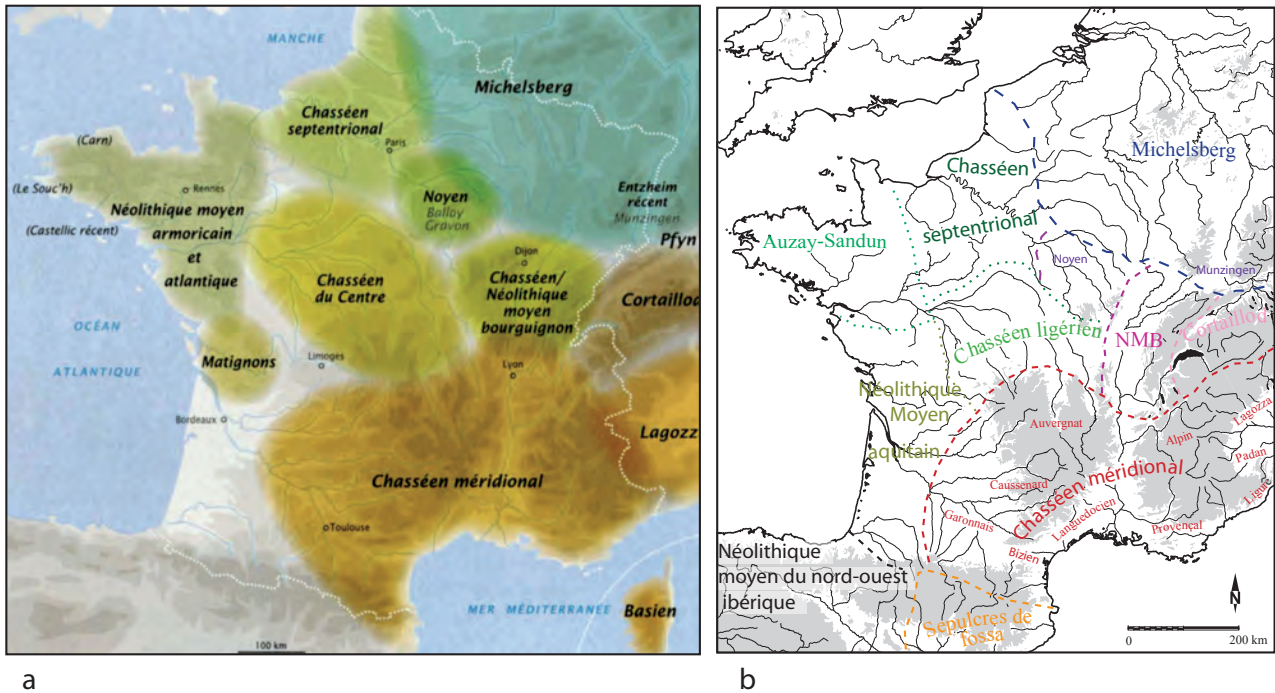 MANCHE
Michelsberg
Chasséen
septentrional
Paris
(Carn)
(Le Souc'h)
Rennes
Noyen
Balloy
Gravon
Entzheim
récent
Munzingen
Néolithique moyen
armoricain
et
atlantique
(Castellic récent)
Pfyn
Dijon
Chasséen/
Néolithique
moyen
bourguignon
Chasséen
du Centre
Cortaillod
OCÉAN
ATLANTIQUE
Matignons
Limoges
Lyon
Bordeaux
Lagozz
Chasséen méridional
Toulouse
MER MÉDITERRANÉE
Basien
100 km
a
Michelsberg
Chasséen
septentrional
Auzay-Sandun
Noyen
Munzingen
Chasséen ligérien
NMB
Cortaillod
Néolithique
Moyen
aquitain
Auvergnat
Alpin
Lagozza
Padan
Ligure
Caussenard
Chasséen méridional
Garonnais
Languedocien
Provençal
Bizien
Néolithique
moyen du nord-ouest
ibérique
Sepulcres de
fossa
N
0
200 km
b